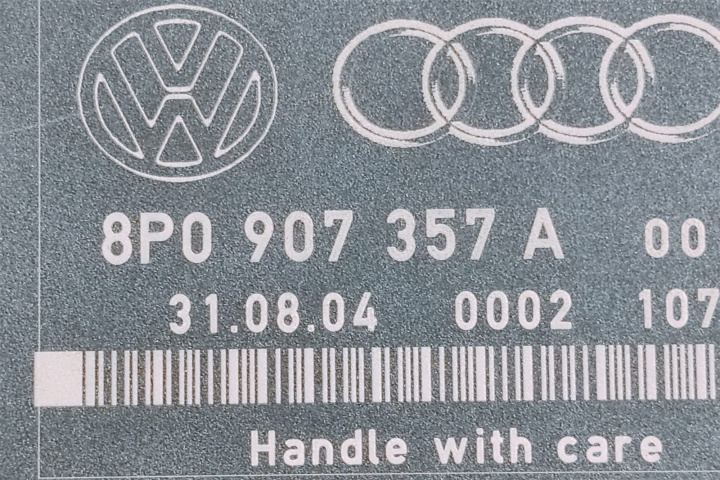 8P0 907 357 A 00
31.08.04 0002 107
Handle with care